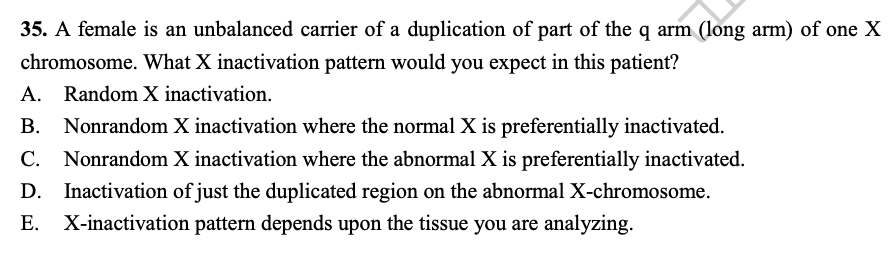 35. A female is an unbalanced carrier of a duplication of part of the q arm (long arm) of one X
chromosome. What X inactivation pattern would you expect in this patient?
A. Random X inactivation.
B. Nonrandom X inactivation where the normal X is preferentially inactivated.
C. Nonrandom X inactivation where the abnormal X is preferentially inactivated.
D. Inactivation of just the duplicated region on the abnormal X-chromosome.
E. X-inactivation pattern depends upon the tissue you are analyzing.